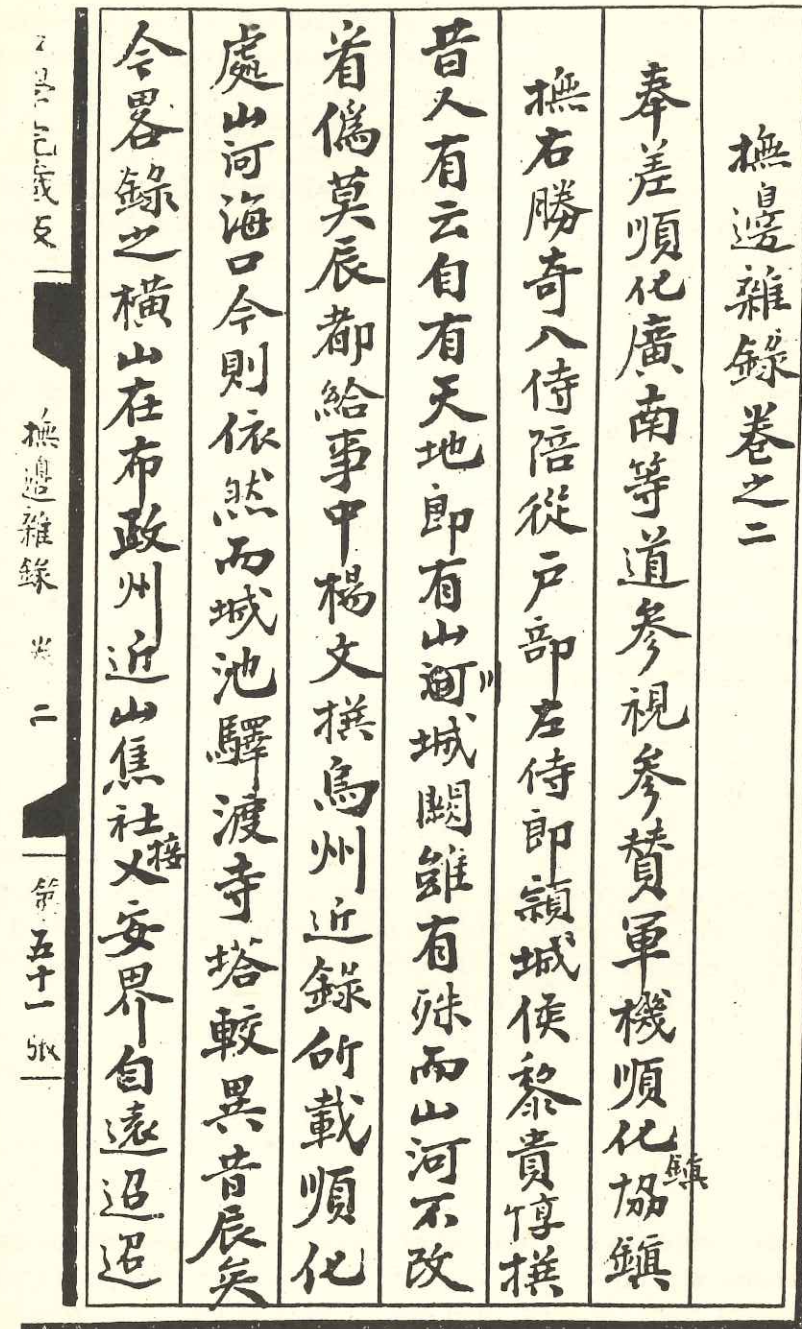 撫邊雜錄卷之二
奉差順化廣南等道參視參贊軍機順化協鎮鎮
撫右勝奇入侍陪從戶部左侍郎頴城侯黎貴惇撰
昔人有云自有天地即有山河城闕雖有殊而山河不改
省偽莫辰都給事中楊文撰烏州近錄所載順化
處山河海口今則依然而城池驛渡寺塔較異昔辰矣
今畧錄之橫山在布政州近山焦社接乂安界自遠迢迢
撫邊雜錄 卷 二
第五十一張